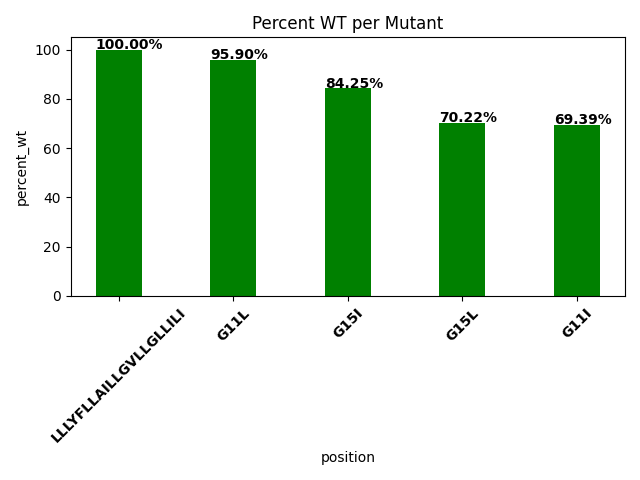 Percent WT per Mutant
100.00%
95.90%
84.25%
70.22%
69.39%
percent_wt
100
80
60
40
20
0
LLLYFLLAILLGVLLGLLILI
G11L
G15I
G15L
G11I
position